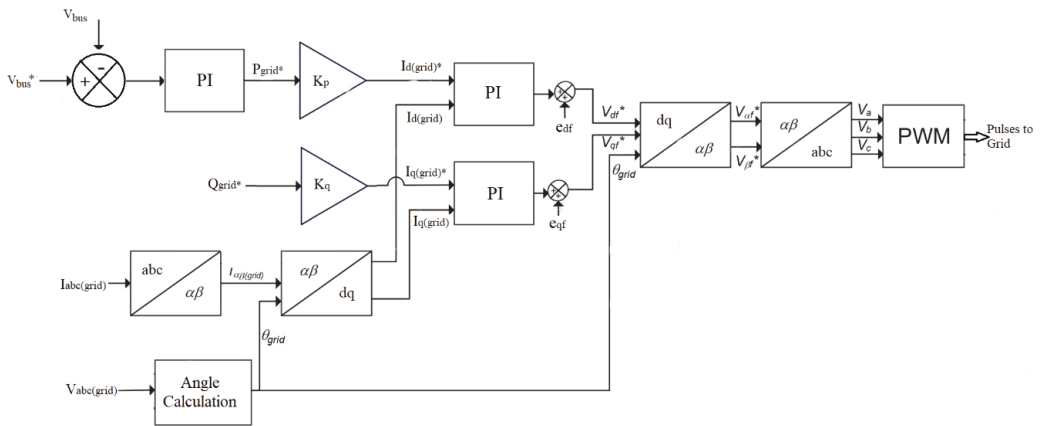 Vbus
Vbus*
+
-
PI
Pgrid*
Kp
Id(grid)*
Id(grid)
PI
+
+
edf
Vdf*
Vqf*
θgrid
dq
αβ
Vαf*
Vβf*
αβ
abc
Va
Vb
Vc
PWM
Pulses to
Grid
Qgrid*
Kq
Iq(grid)*
Iq(grid)
PI
+
+
eqf
Iabc(grid)
abc
αβ
Iαβ(grid)
αβ
dq
θgrid
Vabc(grid)
Angle
Calculation